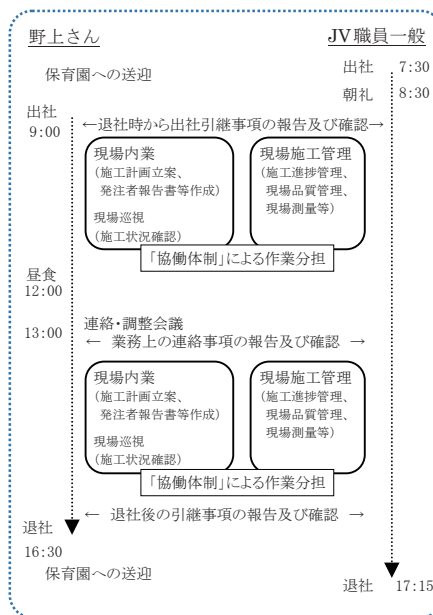 野上さん
JV職員一般
保育園への送迎
出社 7:30
朝礼 8:30
出社
9:00
←退社時から出社引継事項の報告及び確認→
現場内業
(施工計画立案、
発注者報告書等作成)
現場巡視
(施工状況確認)
現場施工管理
(施工進捗管理、
現場品質管理、
現場測量等)
「協働体制」による作業分担
昼食
12:00
13:00
連絡・調整会議
← 業務上の連絡事項の報告及び確認 →
現場内業
(施工計画立案、
発注者報告書等作成)
現場巡視
(施工状況確認)
現場施工管理
(施工進捗管理、
現場品質管理、
現場測量等)
「協働体制」による作業分担
← 退社後の引継事項の報告及び確認 →
退社
16:30
保育園への送迎
退社 17:15